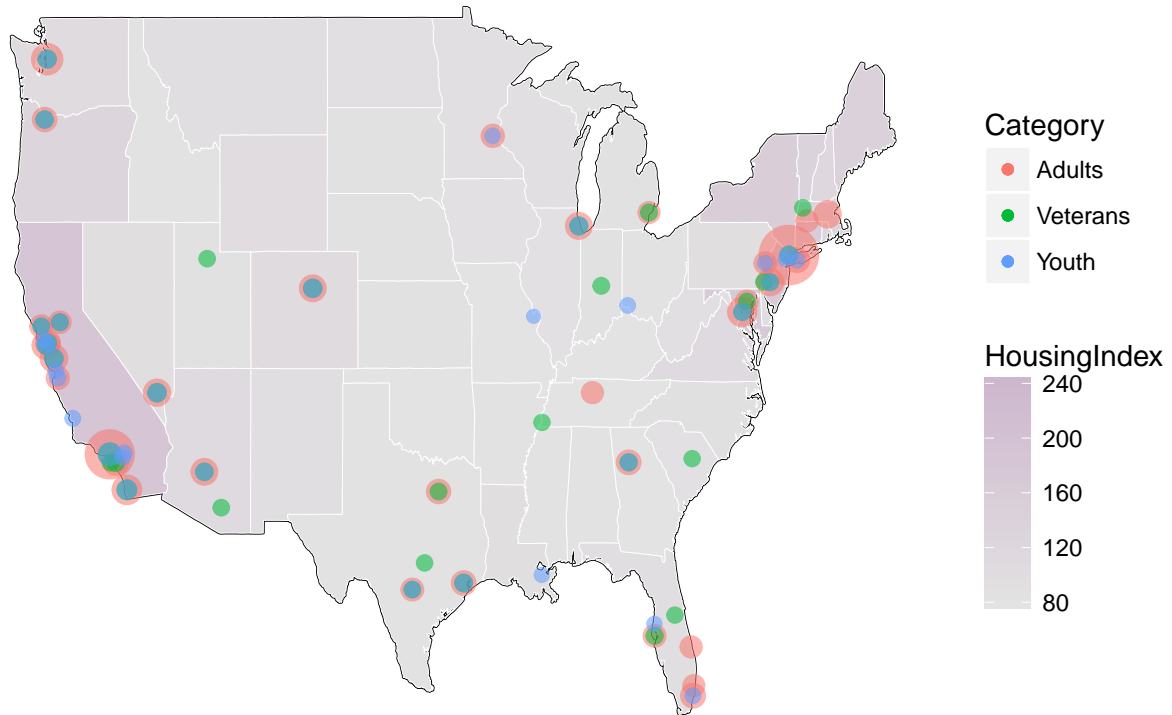 Category
Adults
Veterans
Youth
HousingIndex
240
200
160
120
80